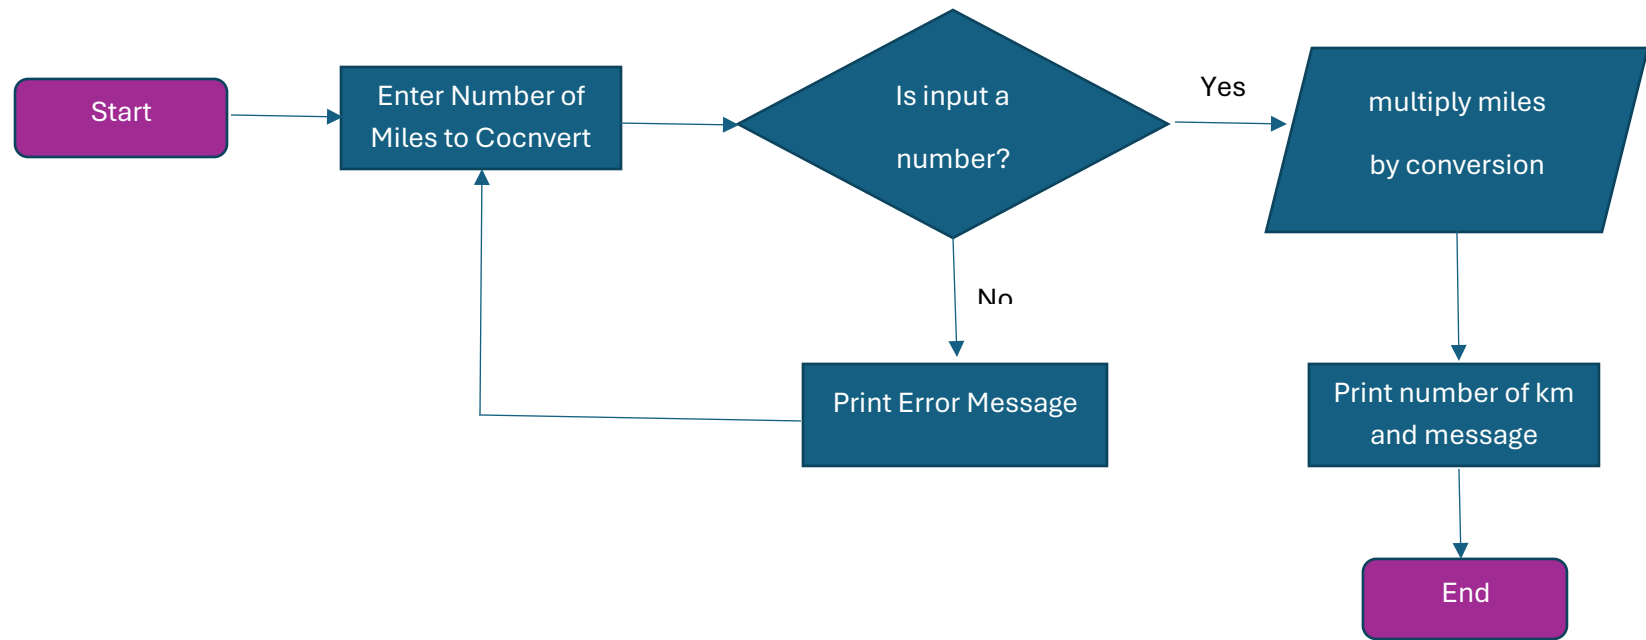 Start
Enter Number of
Miles to Cocnvert
Is input a
number?
Yes
multiply miles
by conversion
No
Print Error Message
Print number of km
and message
End